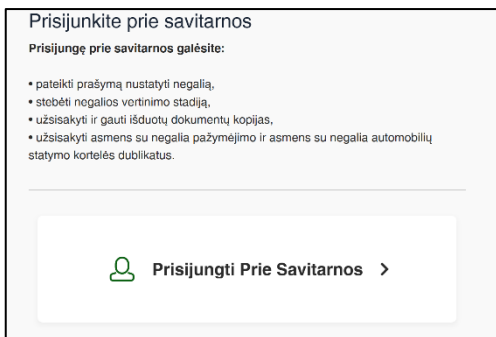 Prisijunkite prie savitarnos
Prisijungę prie savitarnos galėsite:
• pateikti prašymą nustatyti negalią,
• stebėti negalios vertinimo stadiją,
• užsisakyti ir gauti išduotų dokumentų kopijas,
• užsisakyti asmens su negalia pažymėjimo ir asmens su negalia automobilių
statymo kortelės dublikatus.
Prisijungti Prie Savitarnos